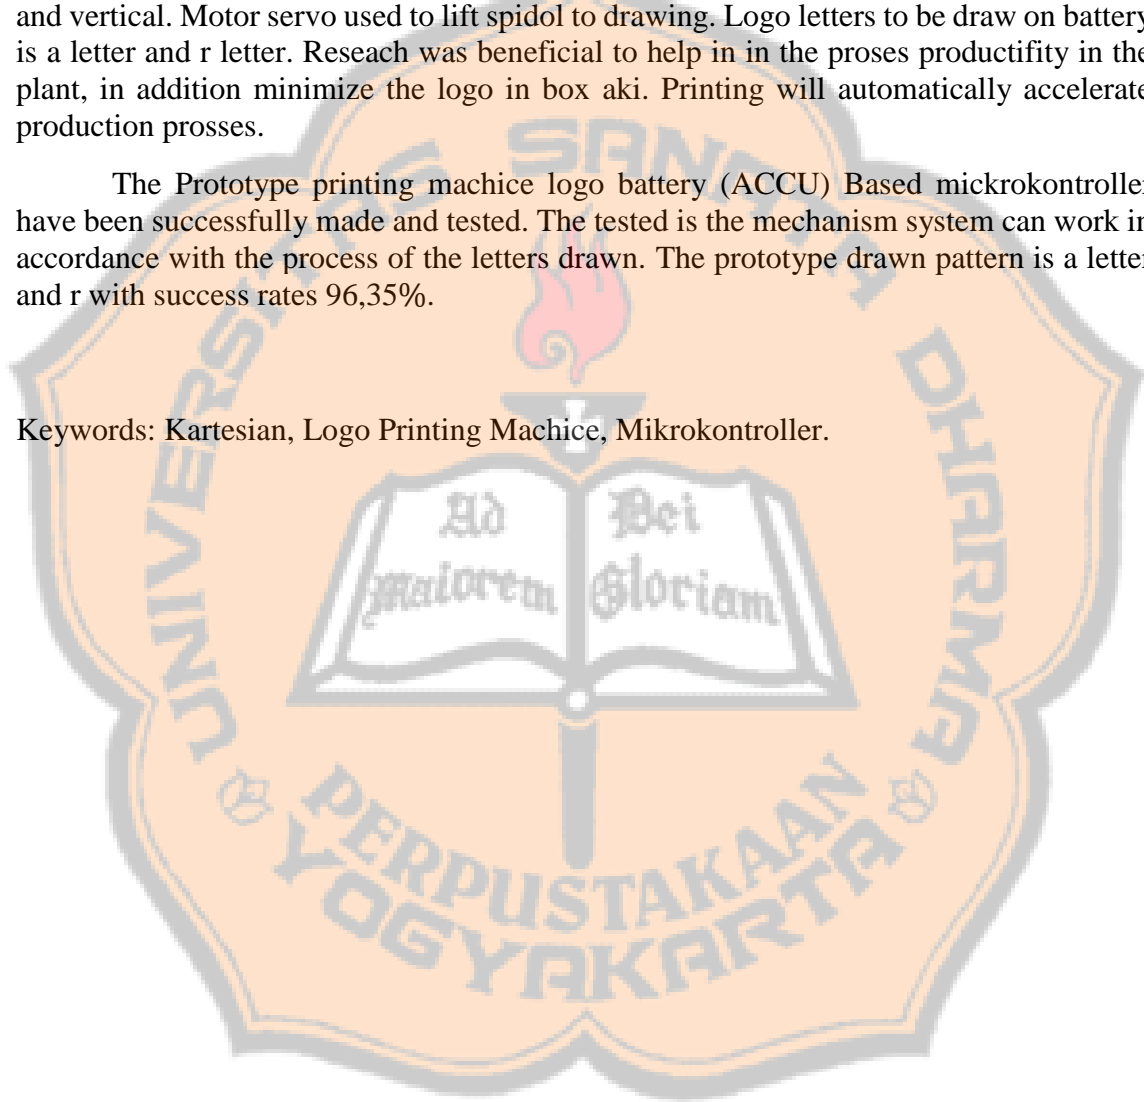 and vertical. Motor servo used to lift spidol to drawing. Logo letters to be draw on battery
is a letter and r letter. Reseach was beneficial to help in in the proses productifity in the
plant, in addition minimize the logo in box aki. Printing will automatically accelerate
production prosses.
The Prototype printing machice logo battery (ACCU) Based mickrokontroller
have been successfully made and tested. The tested is the mechanism system can work in
accordance with the process of the letters drawn. The prototype drawn pattern is a letter
and r with success rates 96,35%.
Keywords: Kartesian, Logo Printing Machice, Mikrokontroller.
UNIVERSITAS SANATA DHARMA
Ad Dei
maiorem Gloriam
PERPUSTAKAAN
YOGYAKARTA